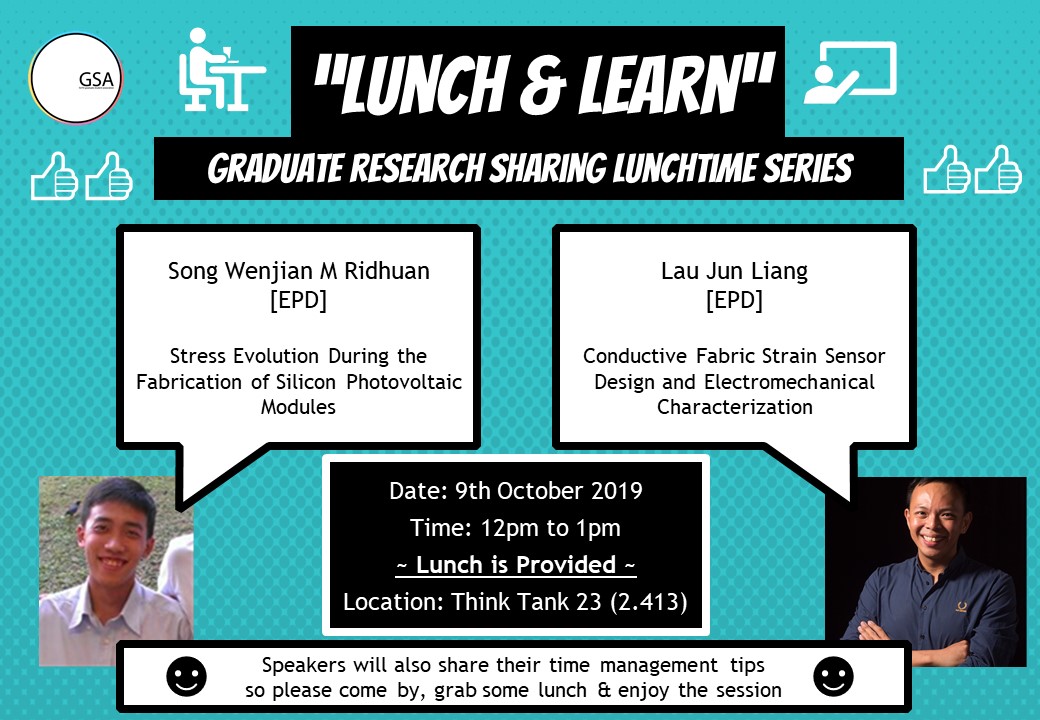 GSA
"LUNCH & LEARN"
GRADUATE RESEARCH SHARING LUNCHTIME SERIES
Song Wenjian M Ridhuan
[EPD]
Stress Evolution During the
Fabrication of Silicon Photovoltaic
Modules
Lau Jun Liang
[EPD]
Conductive Fabric Strain Sensor
Design and Electromechanical
Characterization
Date: 9th October 2019
Time: 12pm to 1pm
~ Lunch is Provided ~
Location: Think Tank 23 (2.413)
Speakers will also share their time management tips
so please come by, grab some lunch & enjoy the session